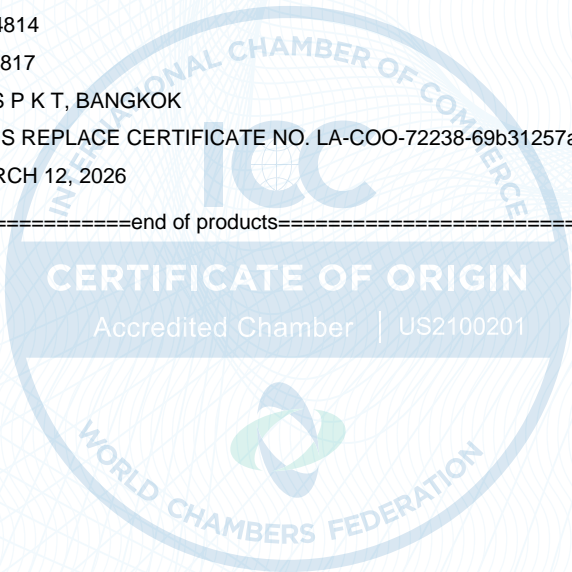 4814
817
S P K T, BANGKOK
S REPLACE CERTIFICATE NO. LA-COO-72238-69b31257a
RCH 12, 2026
===========end of products========================
INTERNATIONAL CHAMBER OF COMMERCE
ICC
CERTIFICATE OF ORIGIN
Accredited Chamber | US2100201
WORLD CHAMBERS FEDERATION